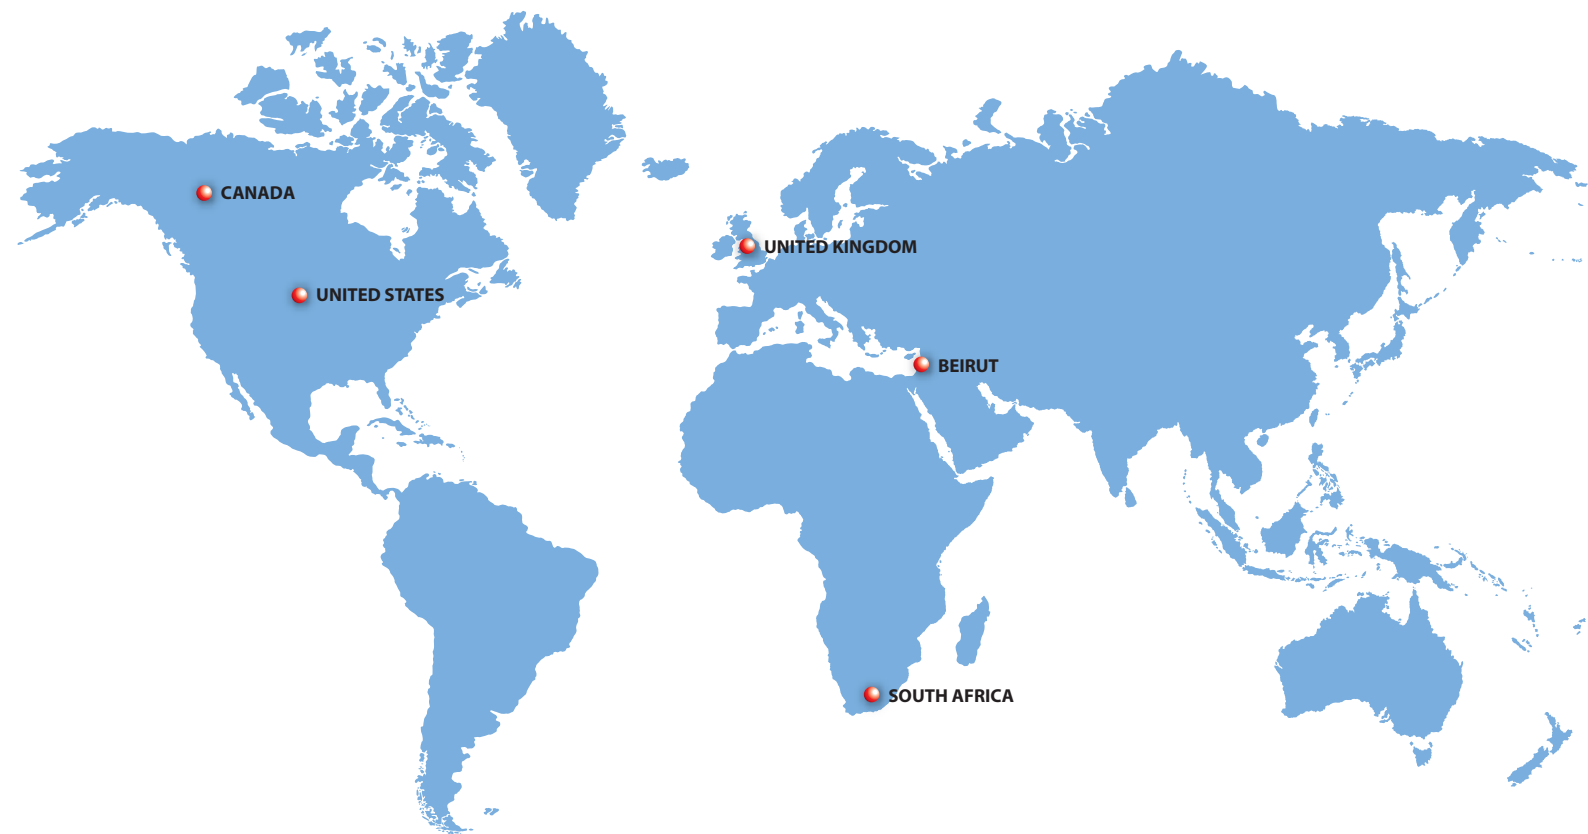 CANADA
UNITED KINGDOM
UNITED STATES
BEIRUT
SOUTH AFRICA